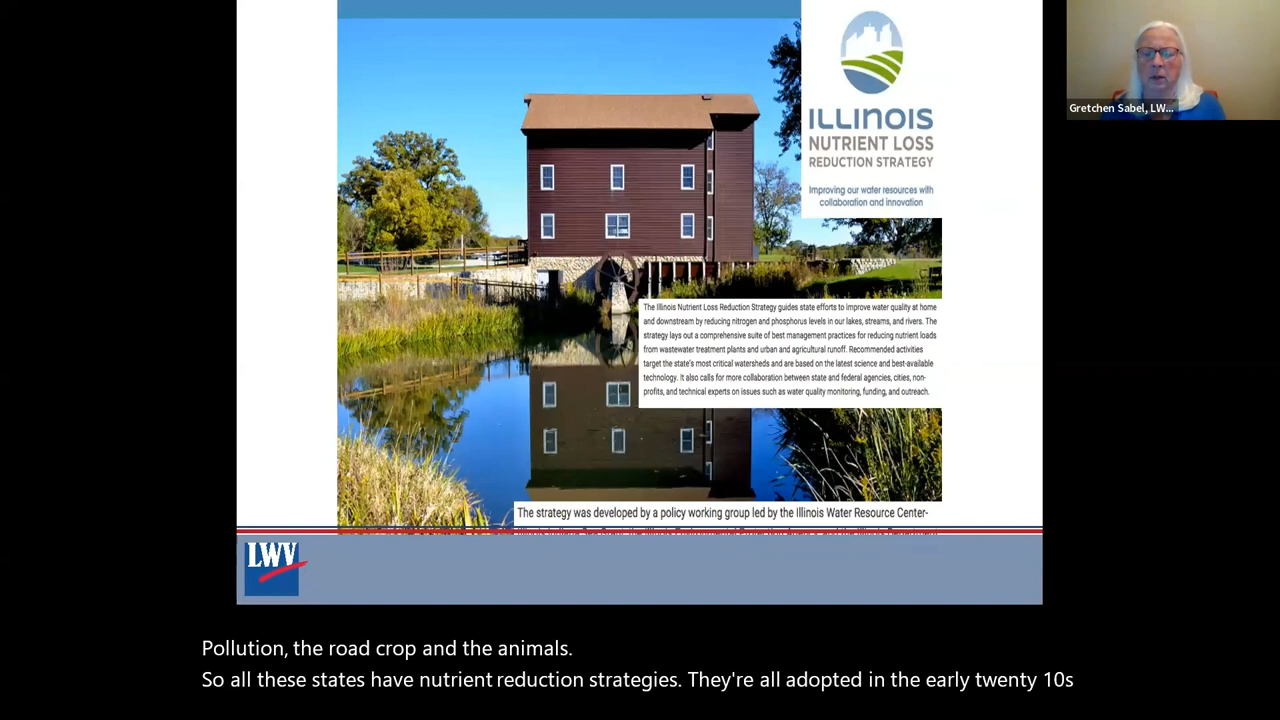 ILLINOIS
NUTRIENT LOSS
REDUCTION STRATEGY
Improving our water resources with
collaboration and innovation
Gretchen Sabel, LW...
The Illinois Nutrient Loss Reduction Strategy guides state efforts to improve water quality at home
and downstream by reducing nitrogen and phosphorus levels in our lakes, streams, and rivers. The
strategy lays out a comprehensive suite of best management practices for reducing nutrient loads
from wastewater treatment plants and urban and agricultural runoff. Recommended activities
target the state's most critical watersheds and are based on the latest science and best-available
technology. It also calls for more collaboration between state and federal agencies, cities, non-
profits, and technical experts on issues such as water quality monitoring, funding, and outreach.
The strategy was developed by a policy working group led by the Illinois Water Resource Center-
LWV
Pollution, the road crop and the animals.
So all these states have nutrient reduction strategies. They're all adopted in the early twenty 10s